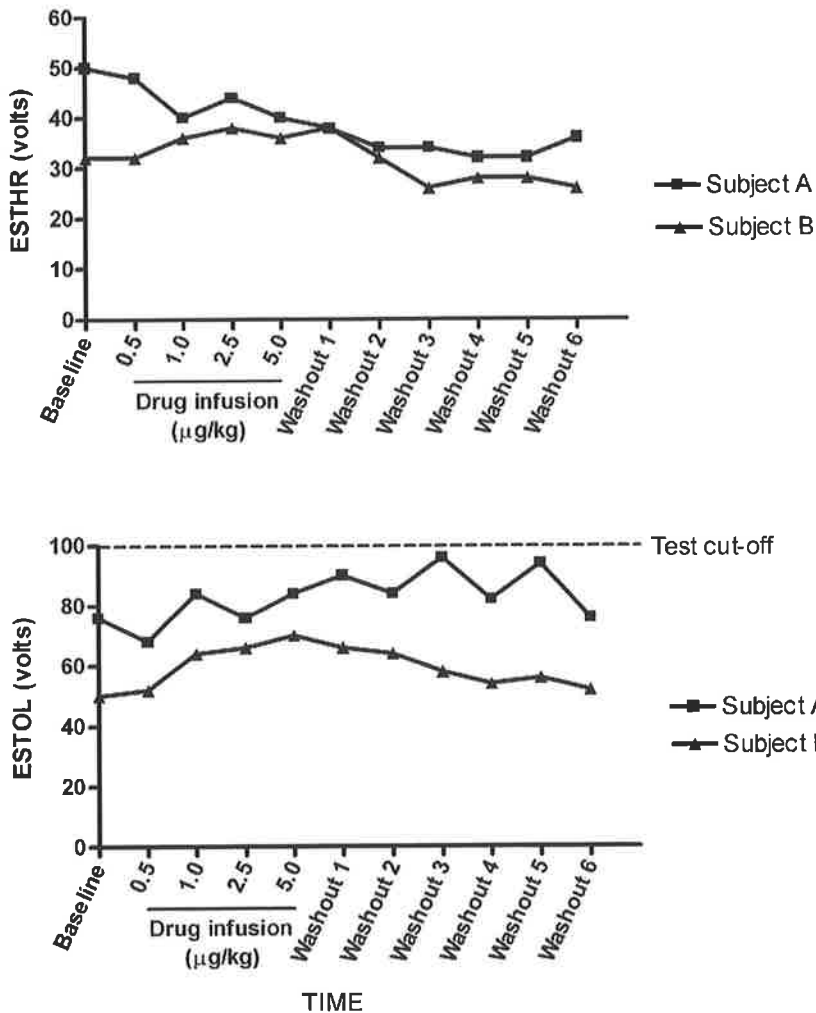 60
50
40
30
20
10
0
ESTHR (volts)
Baseline
0.5
1.0
2.5
5.0
Washout 1
Washout 2
Washout 3
Washout 4
Washout 5
Washout 6
Drug infusion
(µg/kg)
Subject A
Subject B
100
80
60
40
20
0
ESTOL (volts)
Test cut-off
Baseline
0.5
1.0
2.5
5.0
Washout 1
Washout 2
Washout 3
Washout 4
Washout 5
Washout 6
Drug infusion
(µg/kg)
Subject A
Subject
TIME